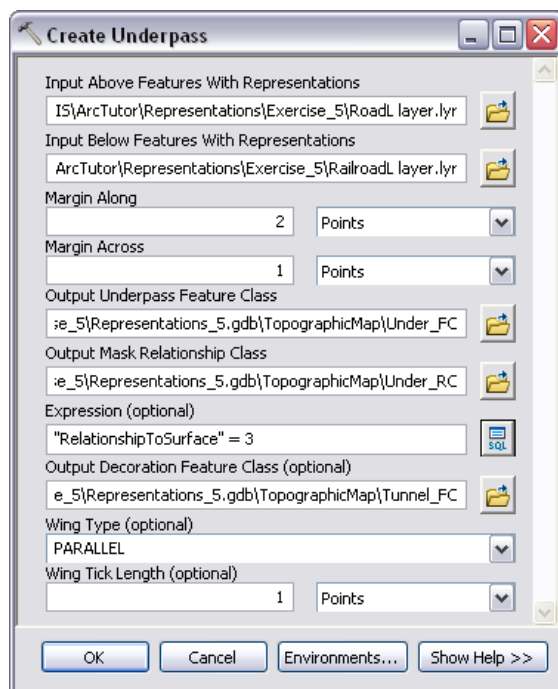 Create Underpass
Input Above Features With Representations
IS\ArcTutor\Representations\Exercise_5\RoadL layer.lyr
Input Below Features With Representations
ArcTutor\Representations\Exercise_5\RailroadL layer.lyr
Margin Along
2 Points
Margin Across
1 Points
Output Underpass Feature Class
se_5\Representations_5.gdb\TopographicMap\Under_FC
Output Mask Relationship Class
se_5\Representations_5.gdb\TopographicMap\Under_RC
Expression (optional)
"RelationshipToSurface" = 3
SQL
Output Decoration Feature Class (optional)
e_5\Representations_5.gdb\TopographicMap\Tunnel_FC
Wing Type (optional)
PARALLEL
Wing Tick Length (optional)
1 Points
OK Cancel Environments... Show Help >>